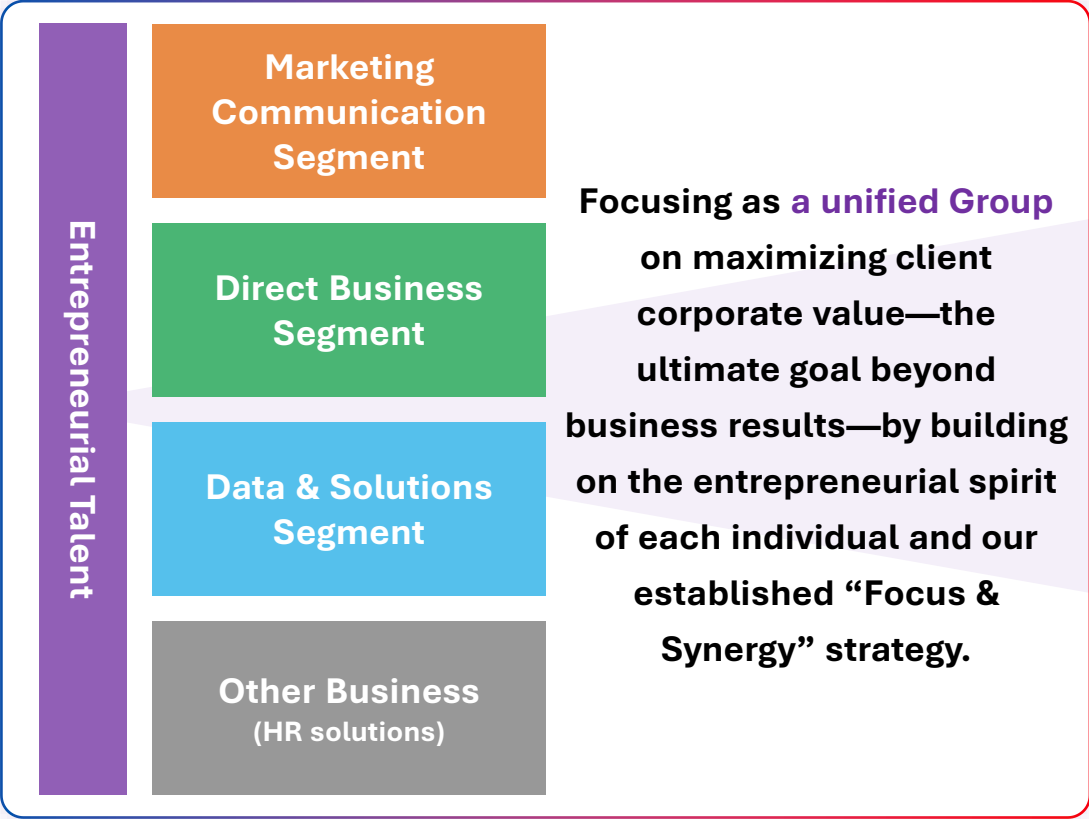 Entrepreneurial Talent
Marketing
Communication
Segment
Direct Business
Segment
Data & Solutions
Segment
Other Business
(HR solutions)
Focusing as a unified Group
on maximizing client
corporate value—the
ultimate goal beyond
business results—by building
on the entrepreneurial spirit
of each individual and our
established “Focus &
Synergy” strategy.